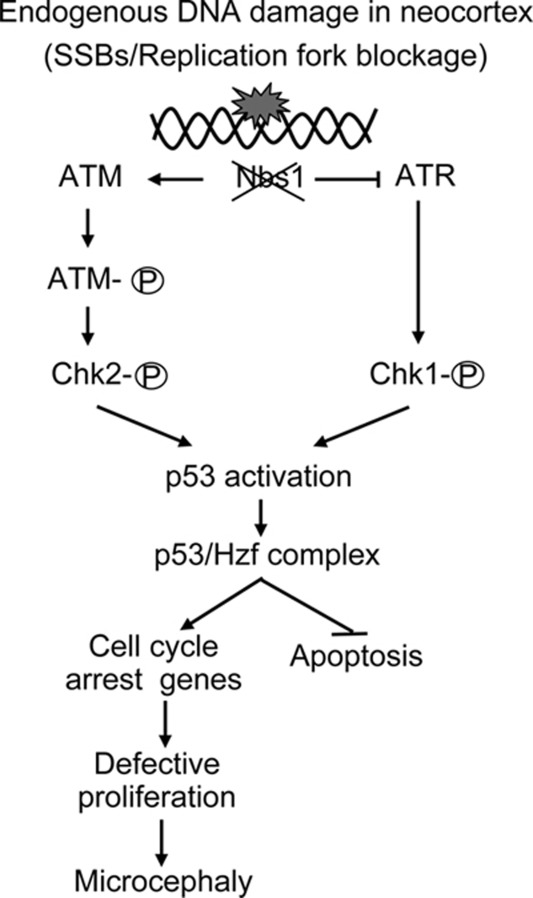 Endogenous DNA damage in neocortex
(SSBs/Replication fork blockage)
ATM Nbs1 ATR
ATM- P
Chk2-P Chk1-P
p53 activation
p53/Hzf complex
Cell cycle
arrest genes
Apoptosis
Defective
proliferation
Microcephaly